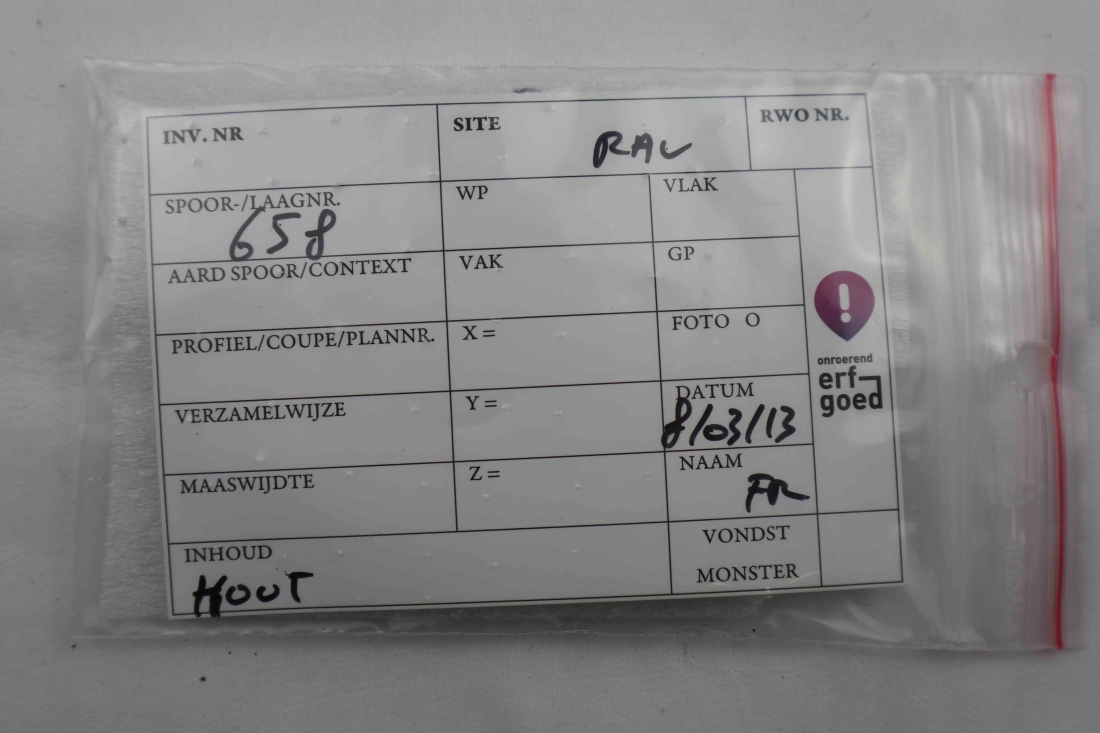 INV. NR
SITE
RAV
RWO NR.
SPOOR-/LAAGNR.
658
WP
VLAK
AARD SPOOR/CONTEXT
VAK
GP
PROFIEL/COUPE/PLANNR.
X =
FOTO O
VERZAMELWIJZE
Y =
DATUM
8/03/13
MAASWIJDTE
Z =
NAAM
FR
INHOUD
HOUT
VONDST
MONSTER
onroerend
erf
goed